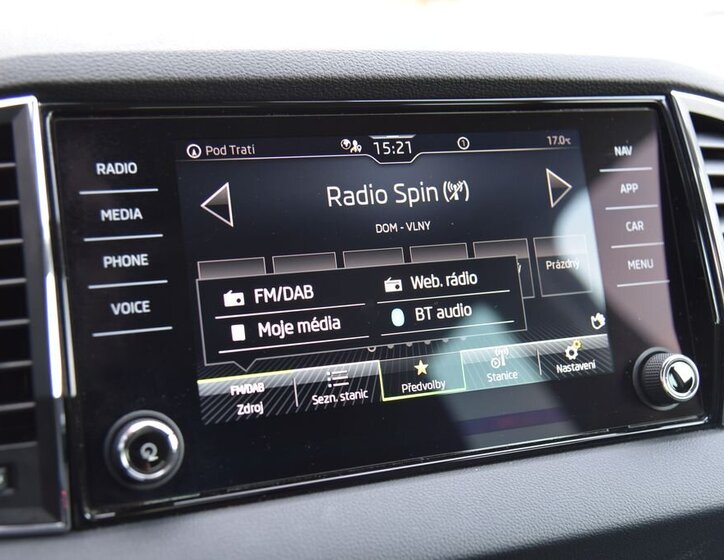 Pod Tratí
15:21
17.0°C
RADIO
MEDIA
PHONE
VOICE
Radio Spin
DOM - VLNY
Prázdný
FM/DAB
Web. rádio
Moje média
BT audio
FM/DAB
Zdroj
Sezn. stanic
Předvolby
Stanice
Nastavení
NAV
APP
CAR
MENU